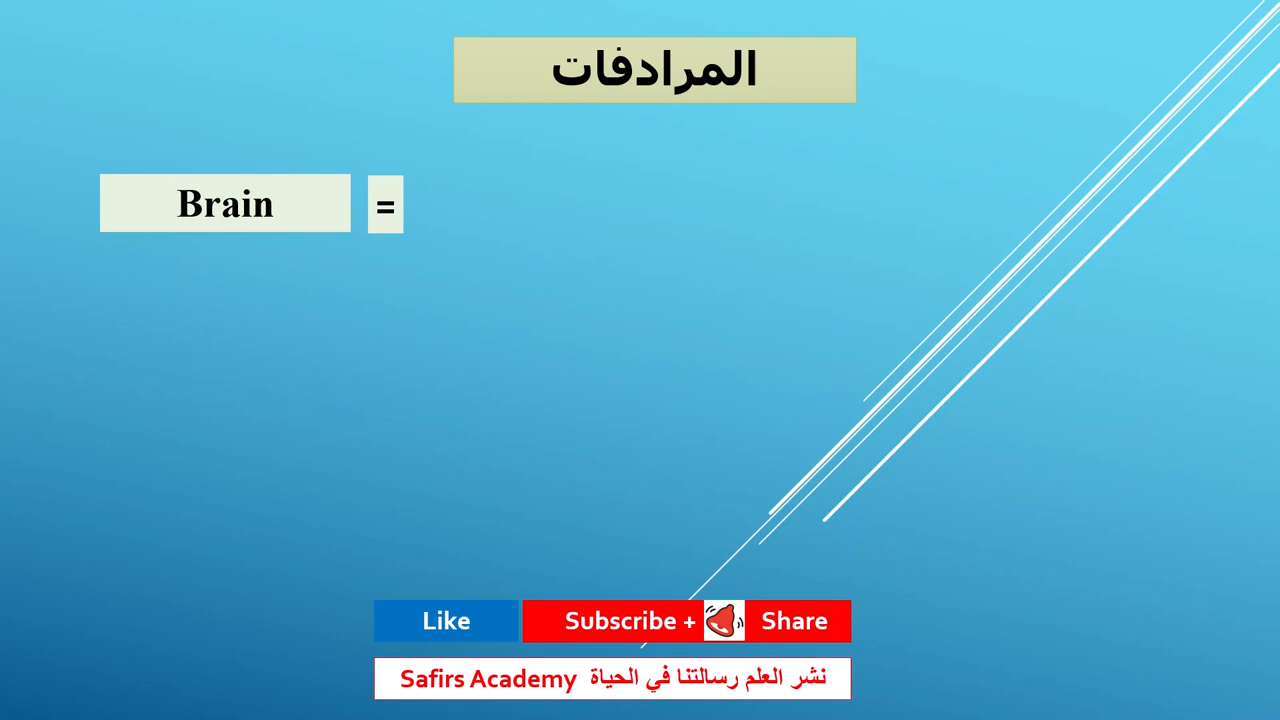 المرادفات
Brain =
Like Subscribe + Share
Safirs Academy نشر العلم رسالتنا في الحياة